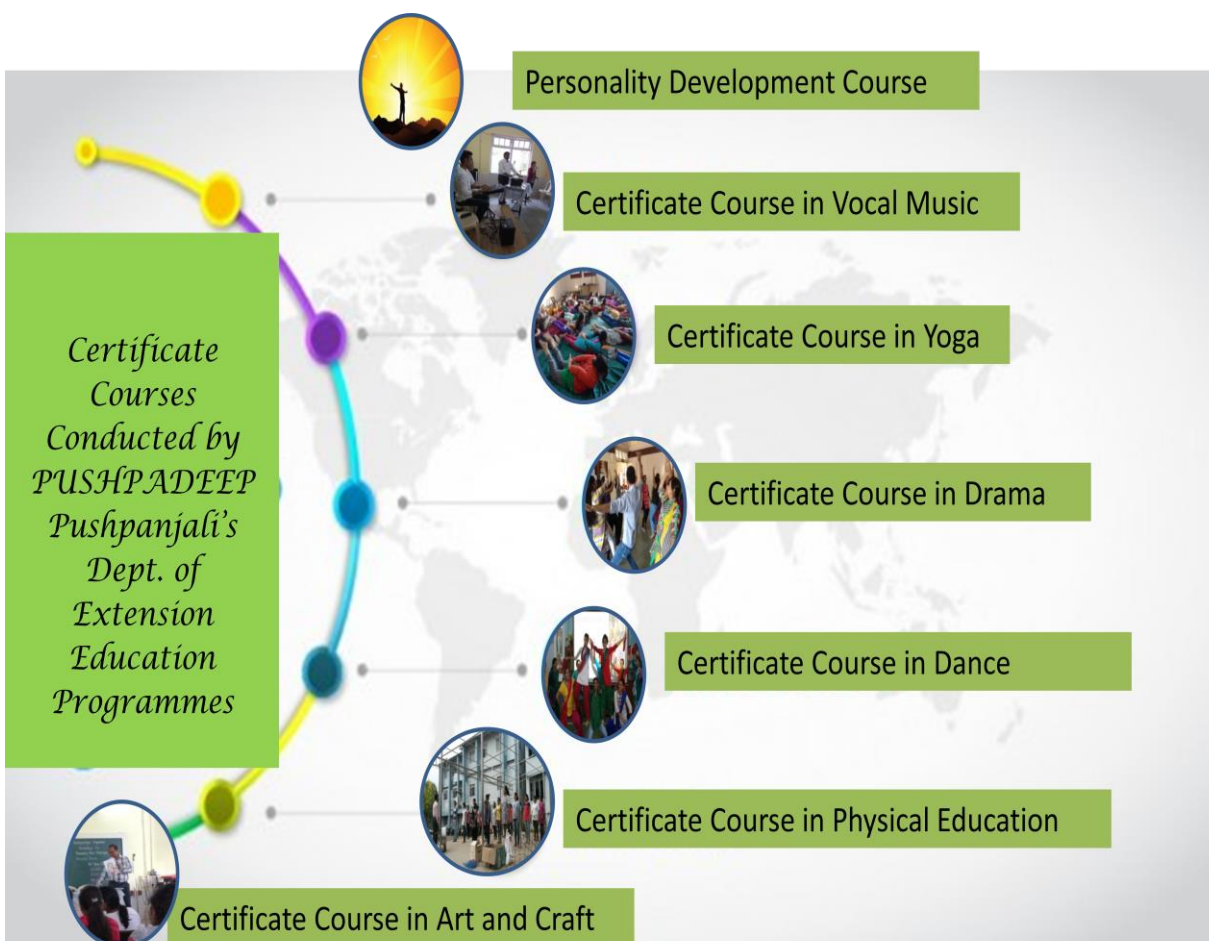 Personality Development Course
Certificate Course in Vocal Music
Certificate Course in Yoga
Certificate
Courses
Conducted by
PUSHPADEEP
Pushpanjali's
Dept. of
Extension
Education
Programmes
Certificate Course in Drama
Certificate Course in Dance
Certificate Course in Physical Education
Certificate Course in Art and Craft